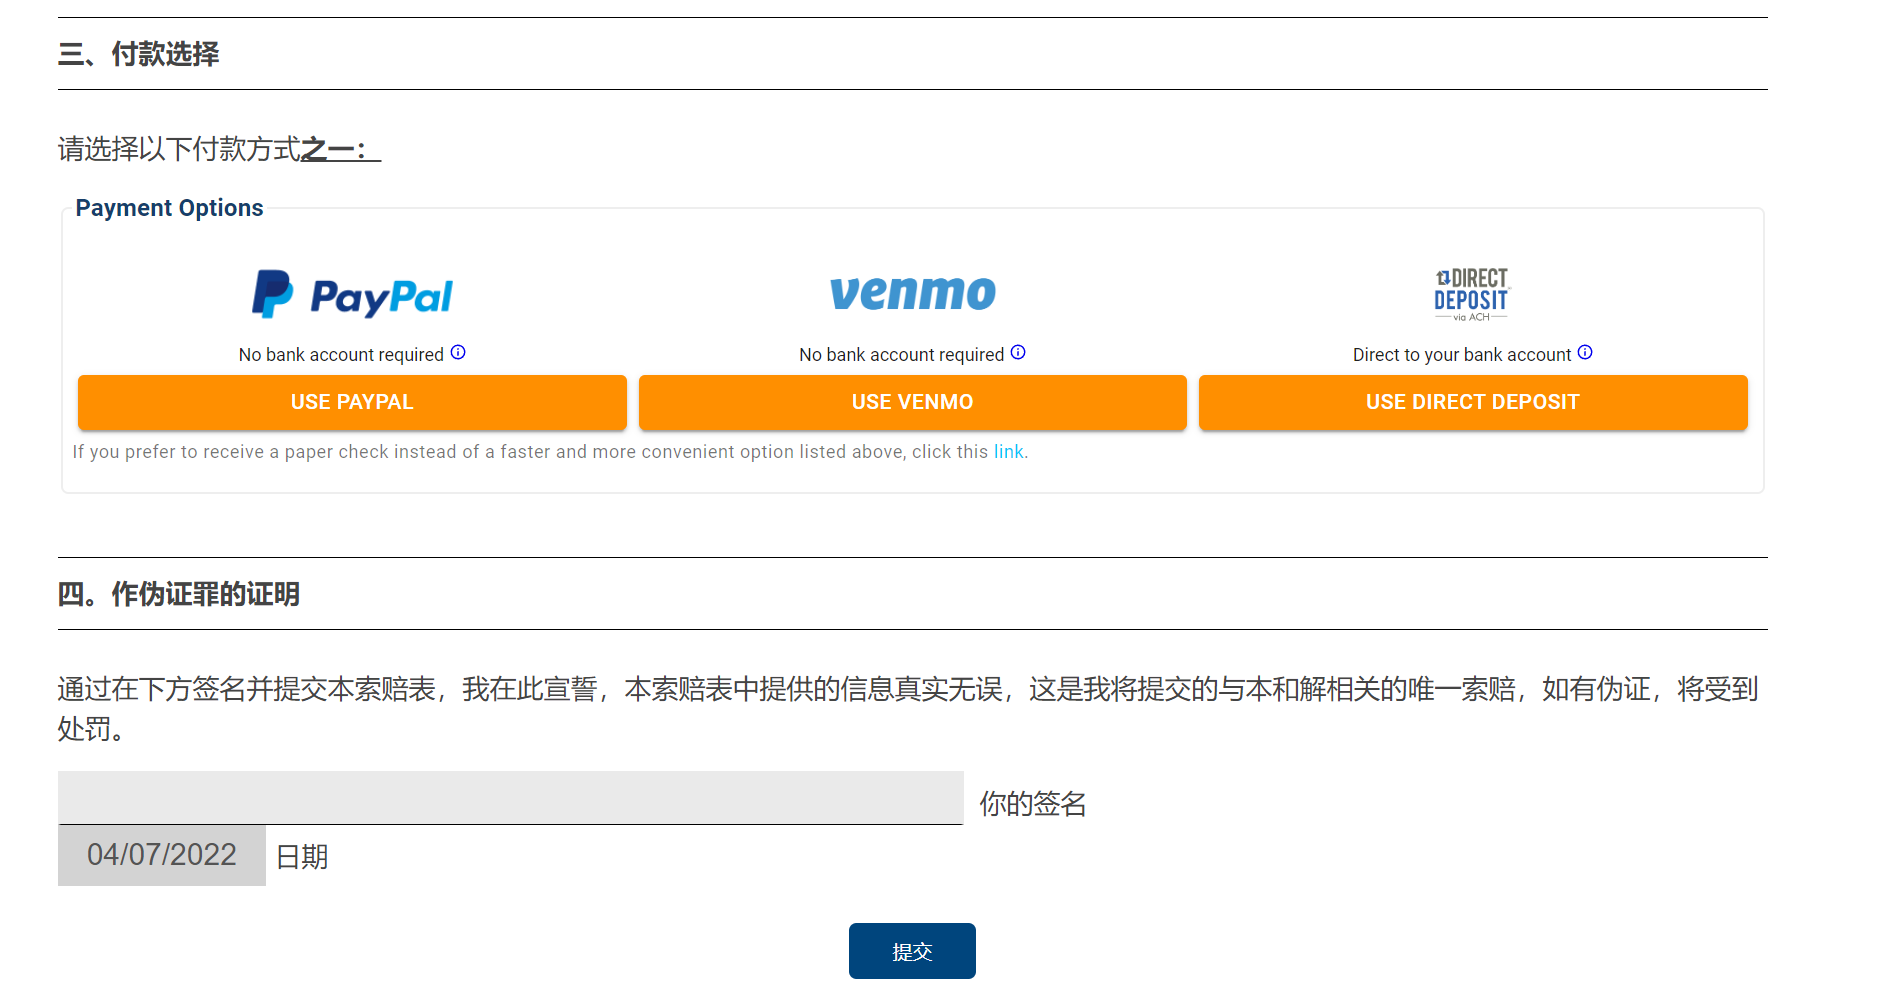 三、付款选择
请选择以下付款方式之一：
Payment Options
PayPal
venmo
DIRECT
DEPOSIT
via ACH
No bank account required
No bank account required
Direct to your bank account
USE PAYPAL
USE VENMO
USE DIRECT DEPOSIT
If you prefer to receive a paper check instead of a faster and more convenient option listed above, click this link.
四。作伪证罪的证明
通过在下方签名并提交本索赔表，我在此宣誓，本索赔表中提供的信息真实无误，这是我将提交的与本和解相关的唯一索赔，如有伪证，将受到
处罚。
你的签名
04/07/2022 日期
提交